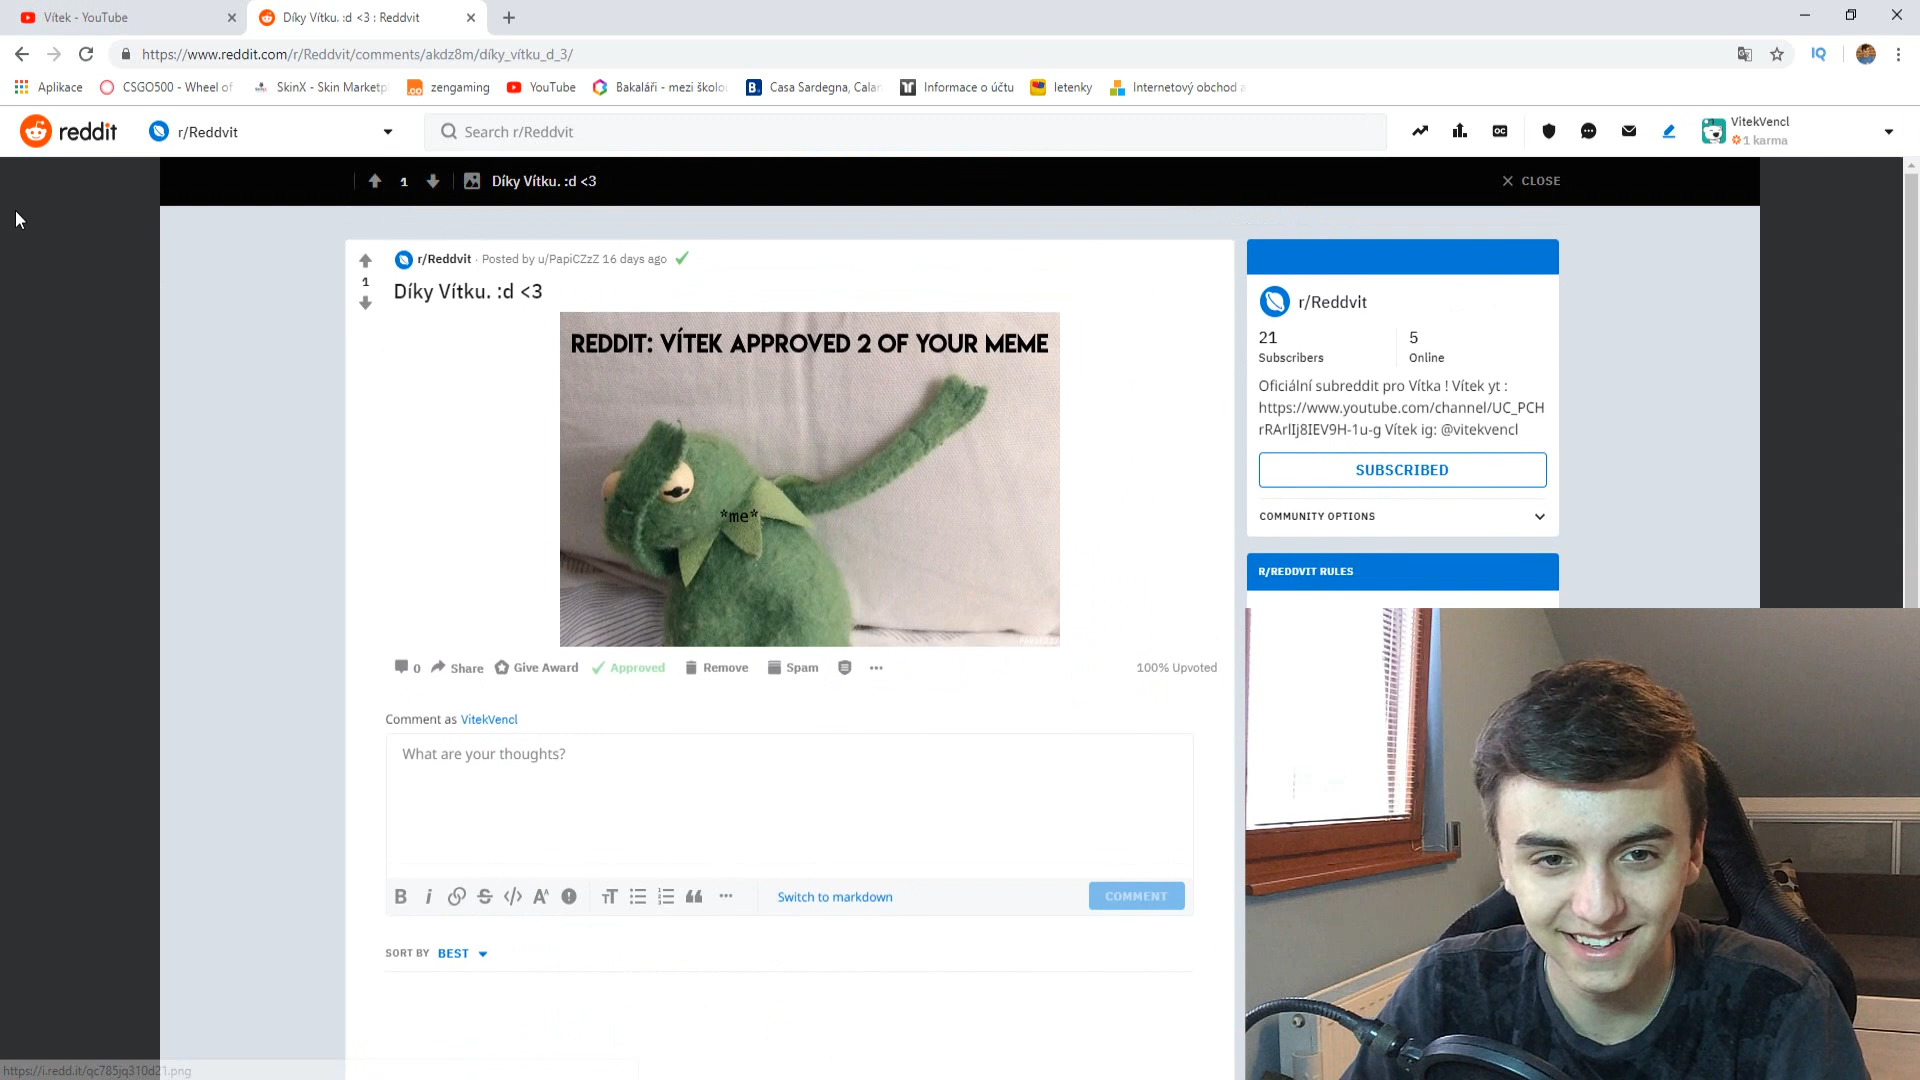 Vítek - YouTube
Díky Vítku. :d <3 : Reddvit
https://www.reddit.com/r/Reddvit/comments/akdz8m/díky_vítku_d_3/
Aplikace
CSGO500 - Wheel of
SkinX - Skin Marketpl
zengaming
YouTube
Bakaláři - mezi školou
Casa Sardegna, Calan
Informace o účtu
letenky
Internetový obchod a
reddit
r/Reddvit
Search r/Reddvit
VitekVencl
1 karma
1
Díky Vítku. :d <3
CLOSE
r/Reddvit · Posted by u/PapiCZzZ 16 days ago
1
Díky Vítku. :d <3
REDDIT: VÍTEK APPROVED 2 OF YOUR MEME
*me*
0 Share Give Award Approved Remove Spam
100% Upvoted
Comment as VitekVencl
What are your thoughts?
Switch to markdown
COMMENT
SORT BY BEST
r/Reddvit
21
Subscribers
5
Online
Oficiální subreddit pro Vítka ! Vítek yt :
https://www.youtube.com/channel/UC_PCH
rRArlIj8IEV9H-1u-g Vítek ig: @vitekvencl
SUBSCRIBED
COMMUNITY OPTIONS
R/REDDVIT RULES
https://i.redd.it/qc785jq310d21.png